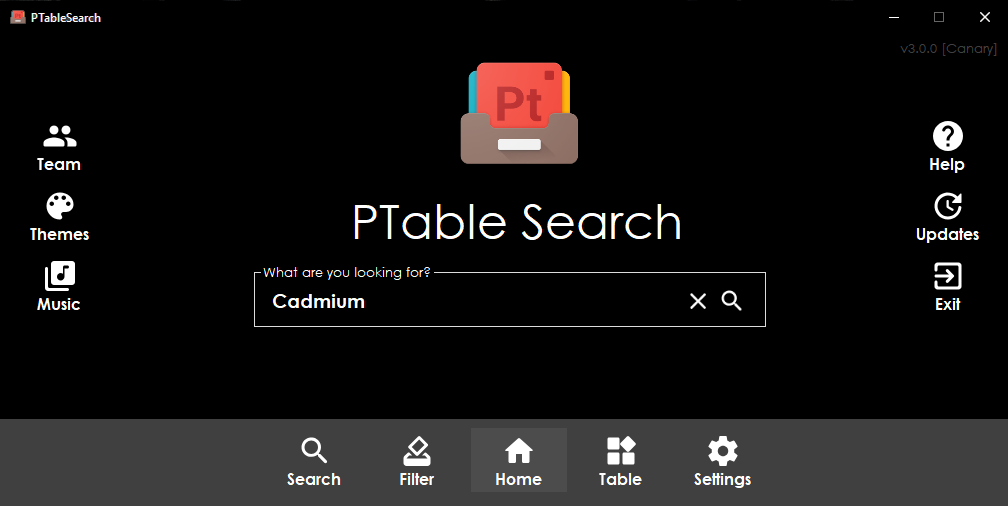 PTableSearch
v3.0.0 [Canary]
Pt
Team
Help
Themes
Updates
PTable Search
Music
What are you looking for?
Cadmium
Exit
Search
Filter
Home
Table
Settings